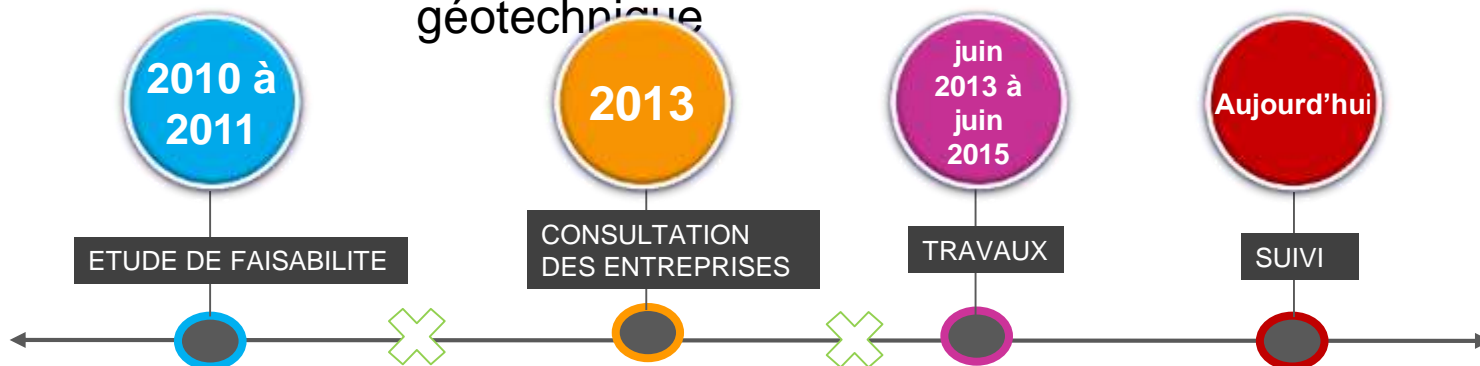 géotechnique
2010 à
2011
2013
juin
2013 à
juin
2015
Aujourd'hui
ETUDE DE FAISABILITE
CONSULTATION
DES ENTREPRISES
TRAVAUX
SUIVI